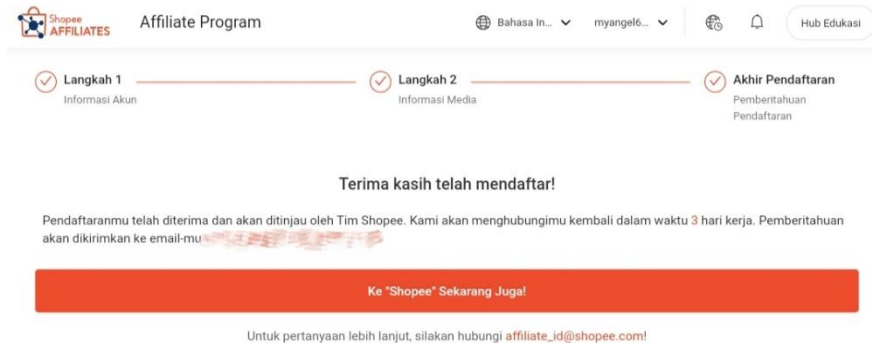 Shopee
AFFILIATES
Affiliate Program
Bahasa In...
myangel6...
Hub Edukasi
Langkah 1
Informasi Akun
Langkah 2
Informasi Media
Akhir Pendaftaran
Pemberitahuan
Pendaftaran
Terima kasih telah mendaftar!
Pendaftaranmu telah diterima dan akan ditinjau oleh Tim Shopee. Kami akan menghubungimu kembali dalam waktu 3 hari kerja. Pemberitahuan
akan dikirimkan ke email-mu
Ke "Shopee" Sekarang Juga!
Untuk pertanyaan lebih lanjut, silakan hubungi affiliate_id@shopee.com!